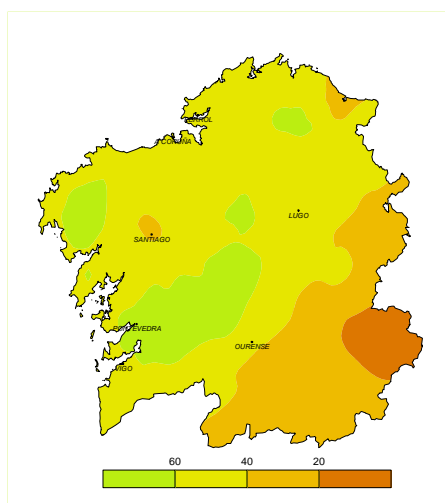 FERROL
A CORUÑA
LUGO
SANTIAGO
PONTEVEDRA
OURENSE
VIGO
60 40 20